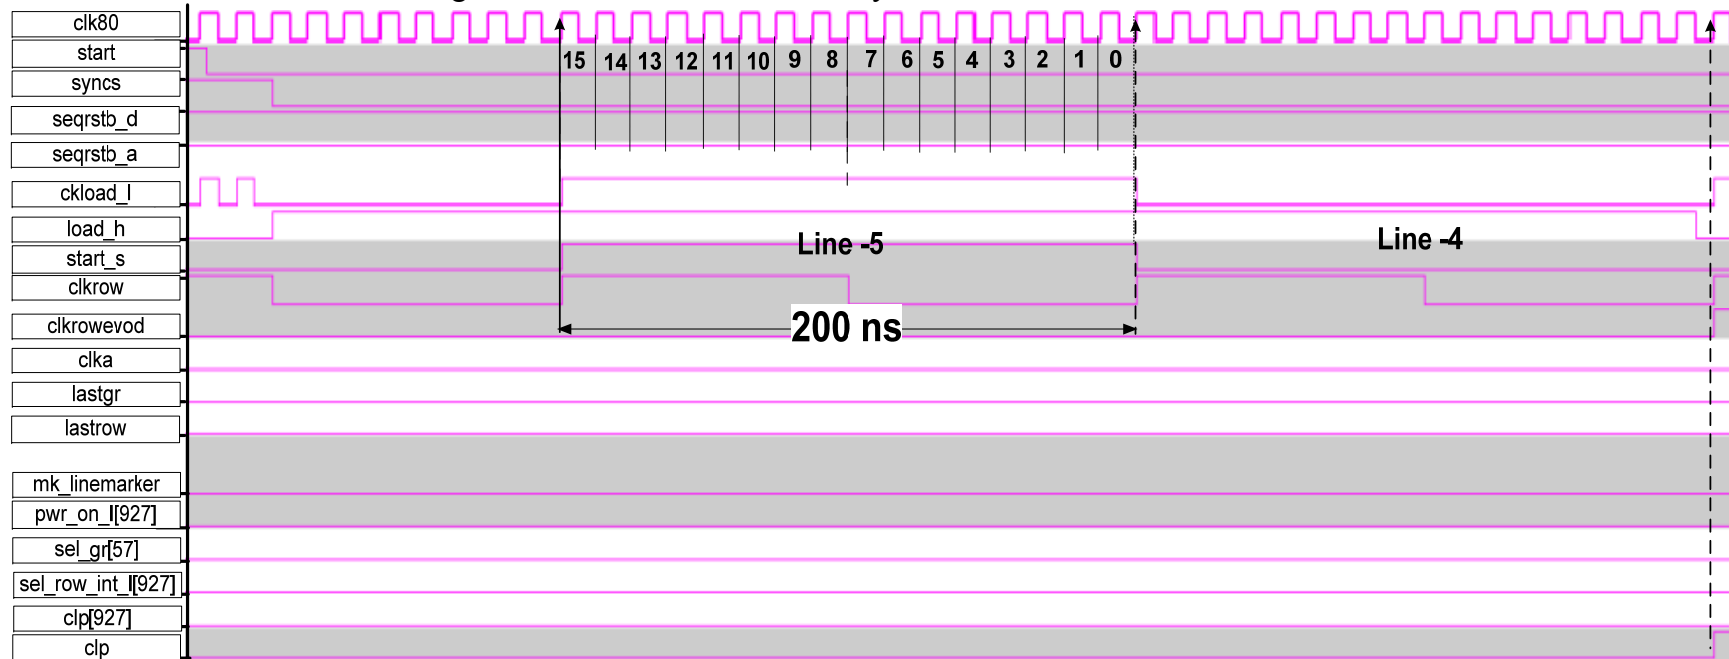 clk80
start
15 14 13 12 11 10 9 8 7 6 5 4 3 2 1 0
syncs
seqrstb_d
seqrstb_a
ckload_l
load_h
Line -5 Line -4
start_s
clkrow
clkrowevod
200 ns
clka
lastgr
lastrow
mk_linemarker
pwr_on_l[927]
sel_gr[57]
sel_row_int_l[927]
clp[927]
clp